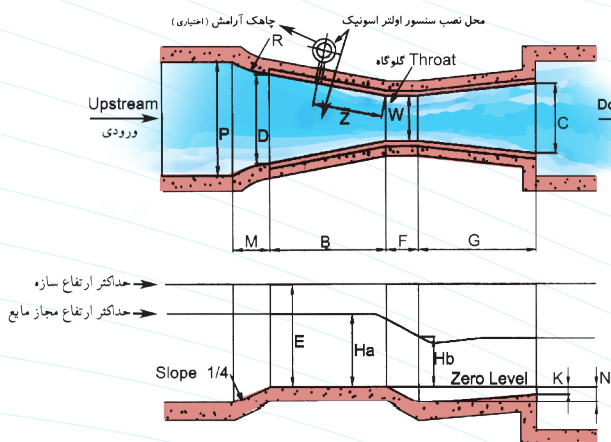 محل نصب سنسور اولتر اسونیک
چاهک آرامش (اختیاری)
R
گلوگاه Throat
Upstream
ورودی
P
D
Z
W
C
Do
M
B
F
G
حداکثر ارتفاع سازه
حداکثر ارتفاع مجاز مایع
E
Ha
Hb
Slope 1/4
Zero Level
K
N